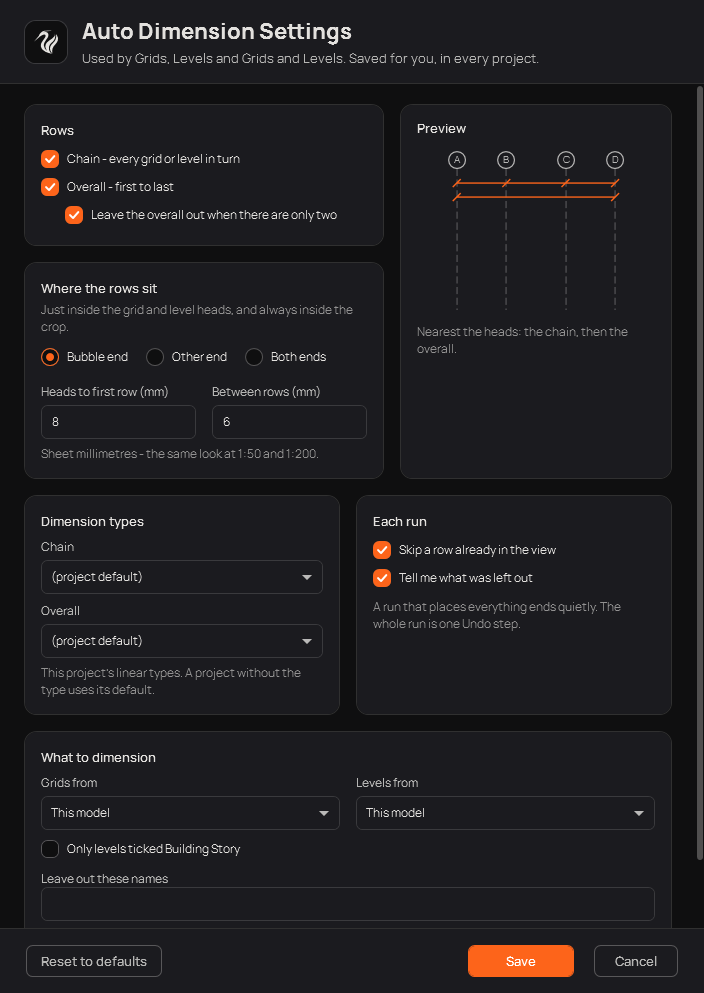 Auto Dimension Settings
Used by Grids, Levels and Grids and Levels. Saved for you, in every project.
Rows
Chain - every grid or level in turn
Overall - first to last
Leave the overall out when there are only two
Preview
A B C D
Nearest the heads: the chain, then the
overall.
Where the rows sit
Just inside the grid and level heads, and always inside the
crop.
Bubble end Other end Both ends
Heads to first row (mm) Between rows (mm)
8 6
Sheet millimetres - the same look at 1:50 and 1:200.
Dimension types
Chain
(project default)
Overall
(project default)
This project's linear types. A project without the
type uses its default.
Each run
Skip a row already in the view
Tell me what was left out
A run that places everything ends quietly. The
whole run is one Undo step.
What to dimension
Grids from Levels from
This model This model
Only levels ticked Building Story
Leave out these names
Reset to defaults Save Cancel